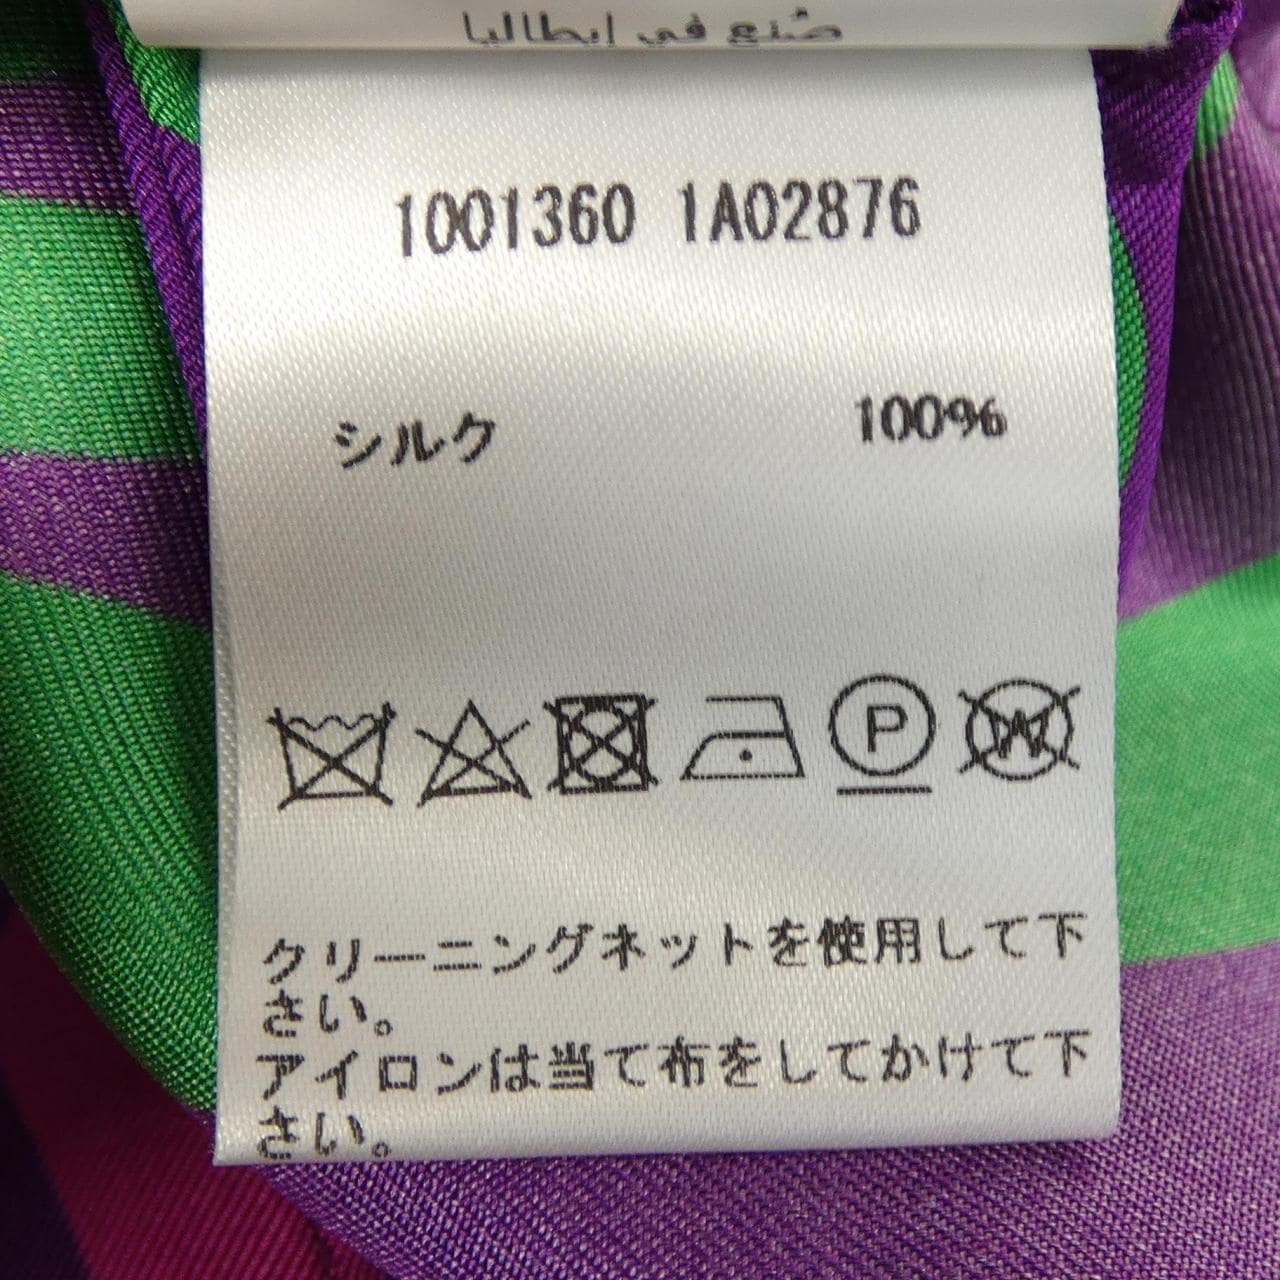 صُنع في إيطاليا
1001360 1A02876
シルク 100%
P
W
クリーニングネットを使用して下
さい。
アイロンは当て布をしてかけて下
さい。